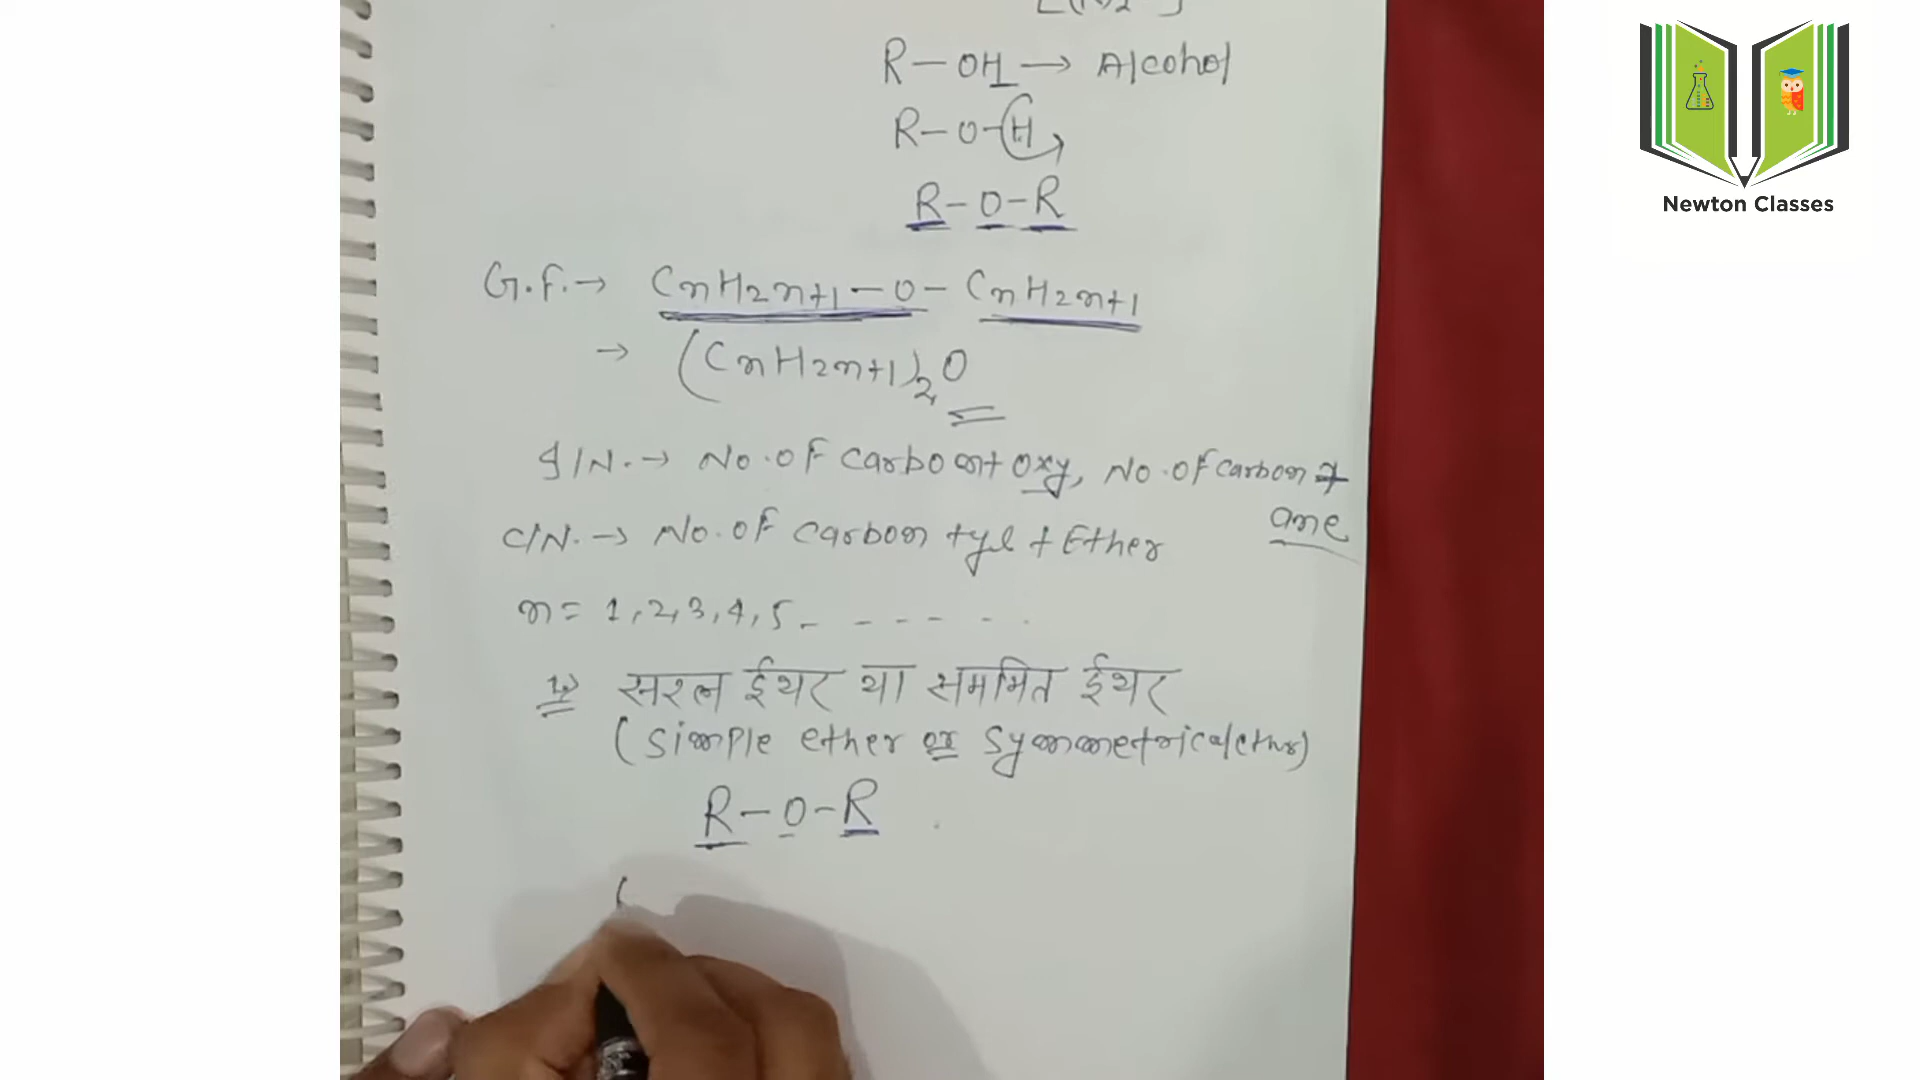 R-OH → Alcohol
R-O-H
R-O-R
G.F. → CnH2n+1-O-CnH2n+1
→ (CnH2n+1)2O
I/N. → No. of carbon + oxy, No. of carbon + ane
C/N. → No. of carbon + yl + Ether
n = 1, 2, 3, 4, 5 - - - - - -
1) सरल ईथर या सममित ईथर
(simple ether or symmetrical ether)
R-O-R
(
Newton Classes